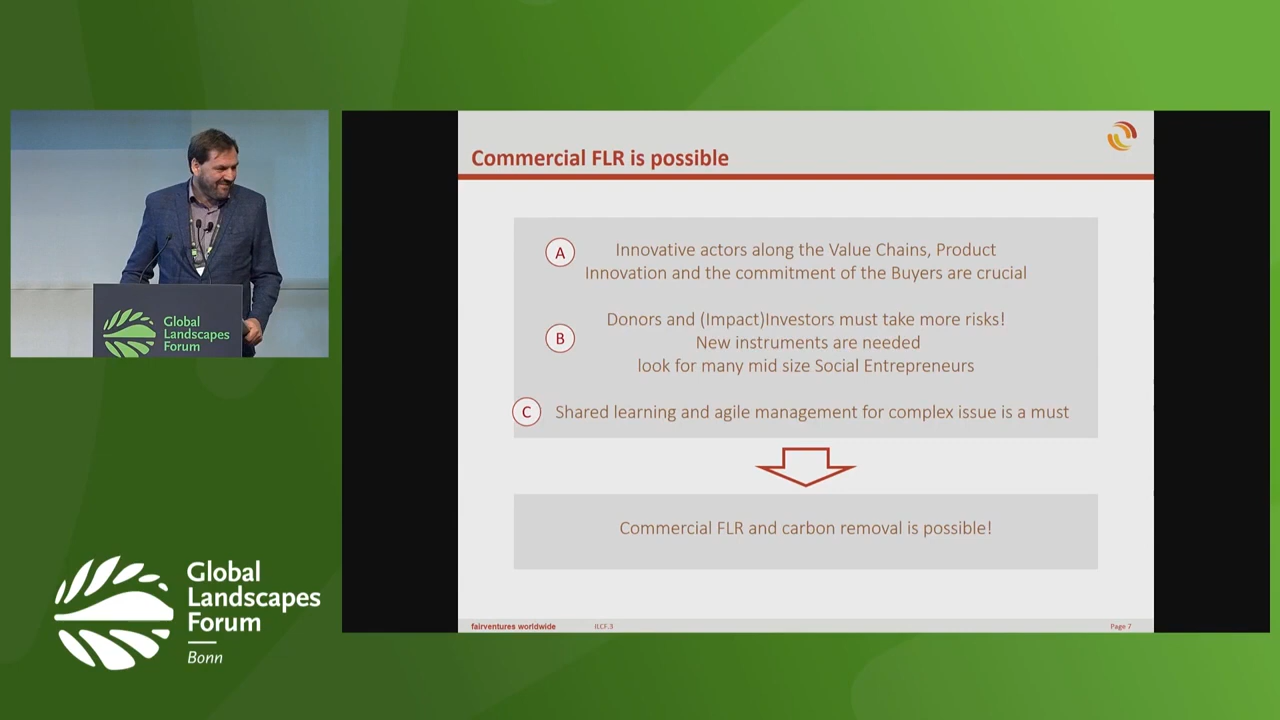 Global
Landscapes
Forum
Global
Landscapes
Forum
Bonn
Commercial FLR is possible
A
Innovative actors along the Value Chains, Product
Innovation and the commitment of the Buyers are crucial
B
Donors and (Impact)Investors must take more risks!
New instruments are needed
look for many mid size Social Entrepreneurs
C
Shared learning and agile management for complex issue is a must
Commercial FLR and carbon removal is possible!
fairventures worldwide
ILCF.3
Page 7